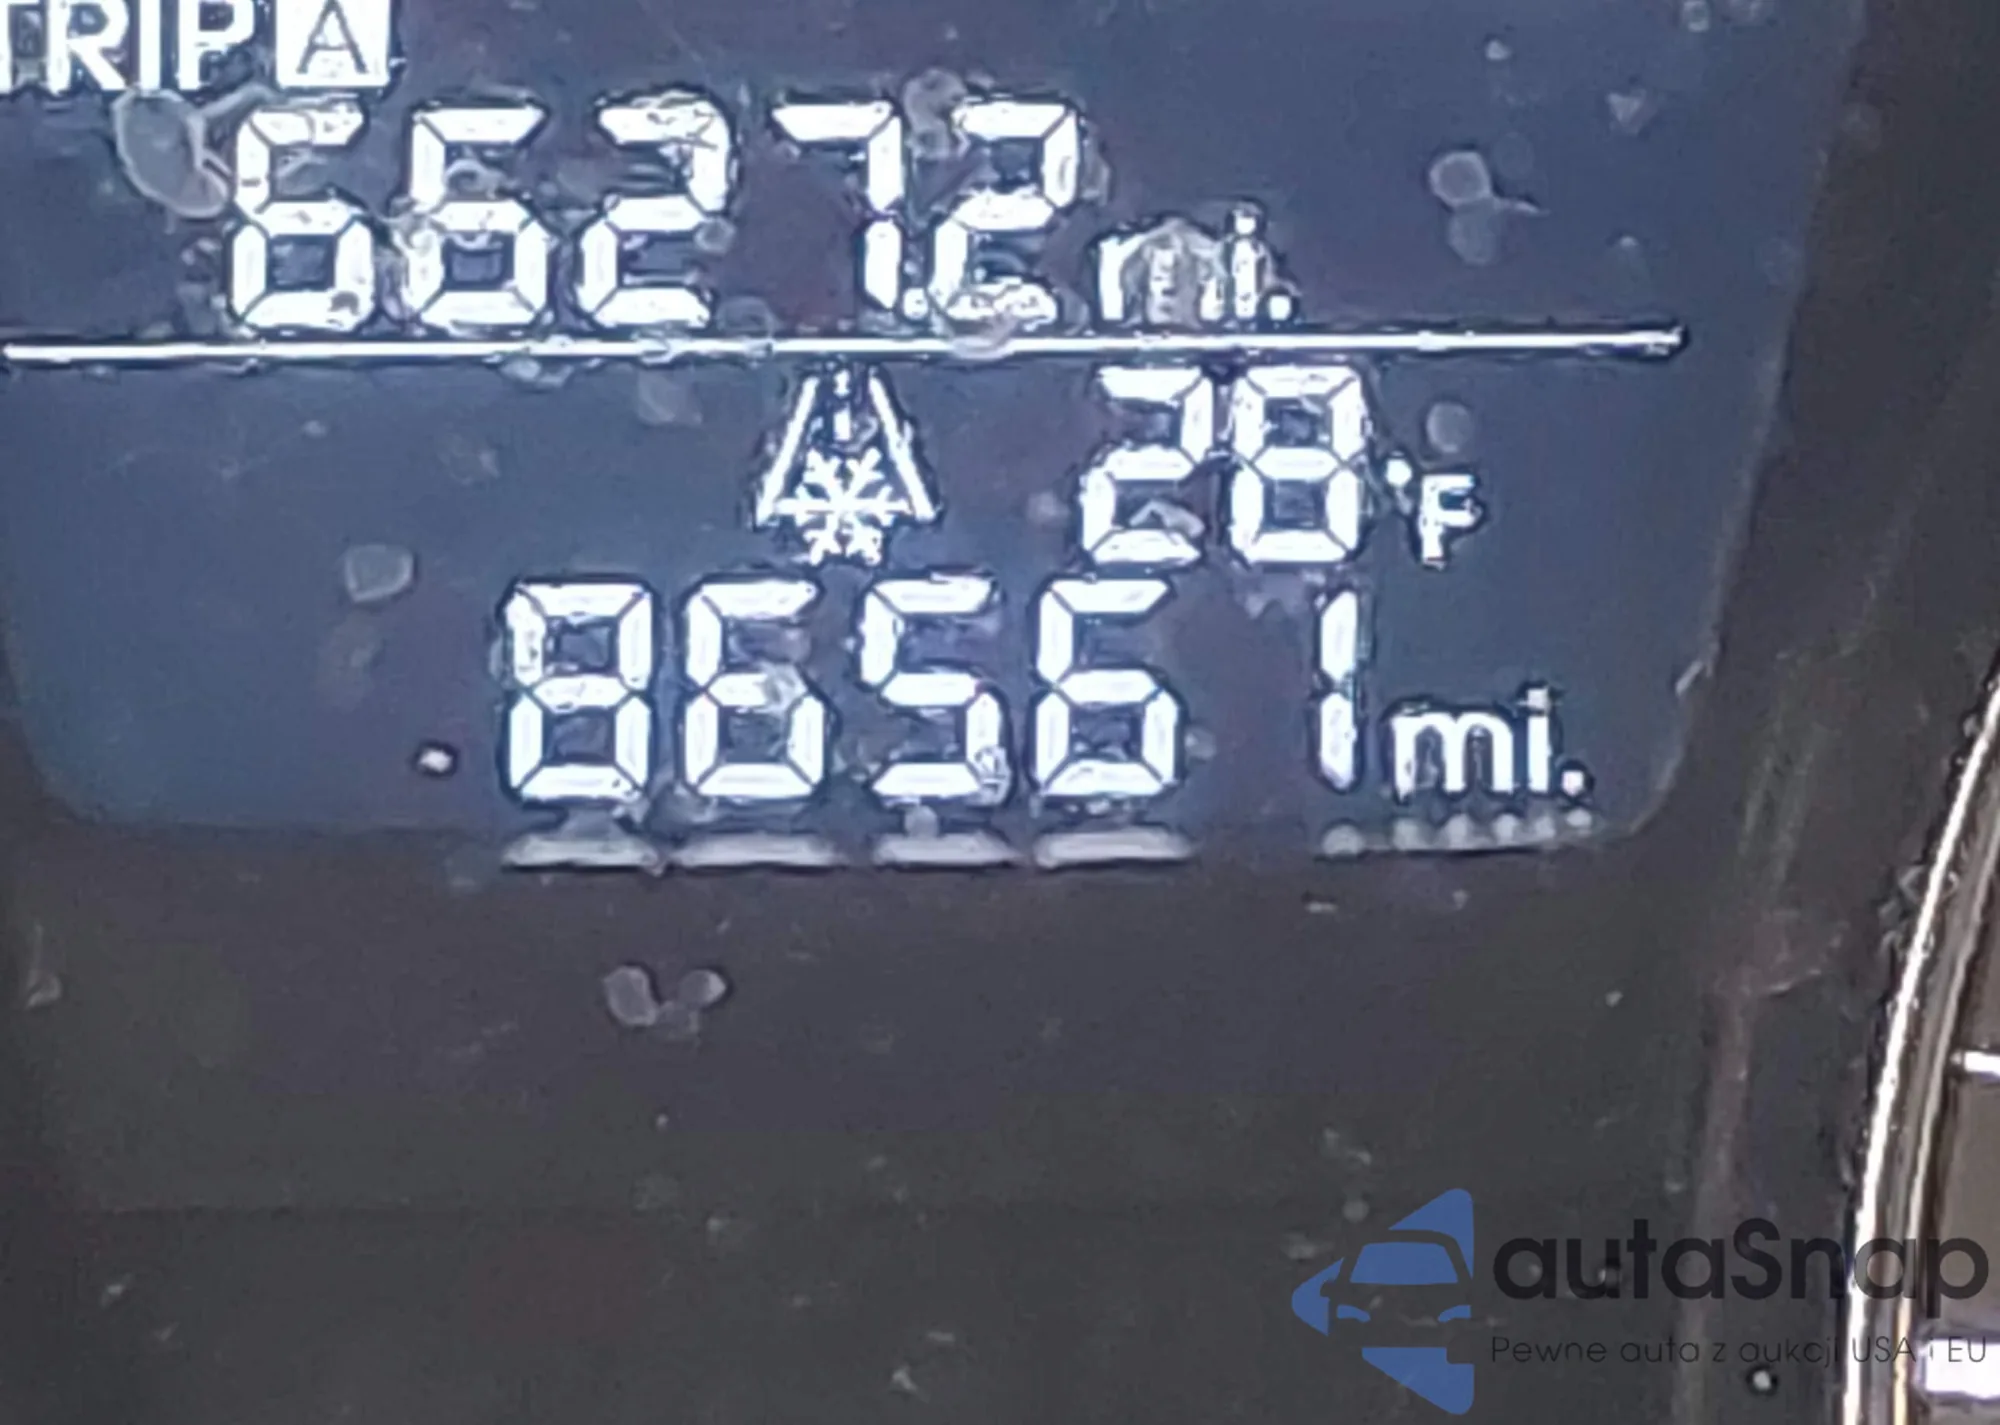 TRIP A
6627.2 mi.
28°F
86561 mi.
autaSnap
Pewne auta z aukcji USA i EU